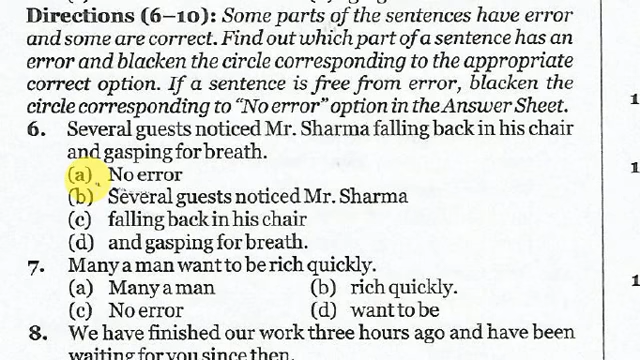 Directions (6–10): Some parts of the sentences have error
and some are correct. Find out which part of a sentence has an
error and blacken the circle corresponding to the appropriate
correct option. If a sentence is free from error, blacken the
circle corresponding to "No error" option in the Answer Sheet.
6. Several guests noticed Mr. Sharma falling back in his chair
and gasping for breath.
(a) No error
(b) Several guests noticed Mr. Sharma
(c) falling back in his chair
(d) and gasping for breath.
7. Many a man want to be rich quickly.
(a) Many a man (b) rich quickly.
(c) No error (d) want to be
8. We have finished our work three hours ago and have been
waiting for you since then.